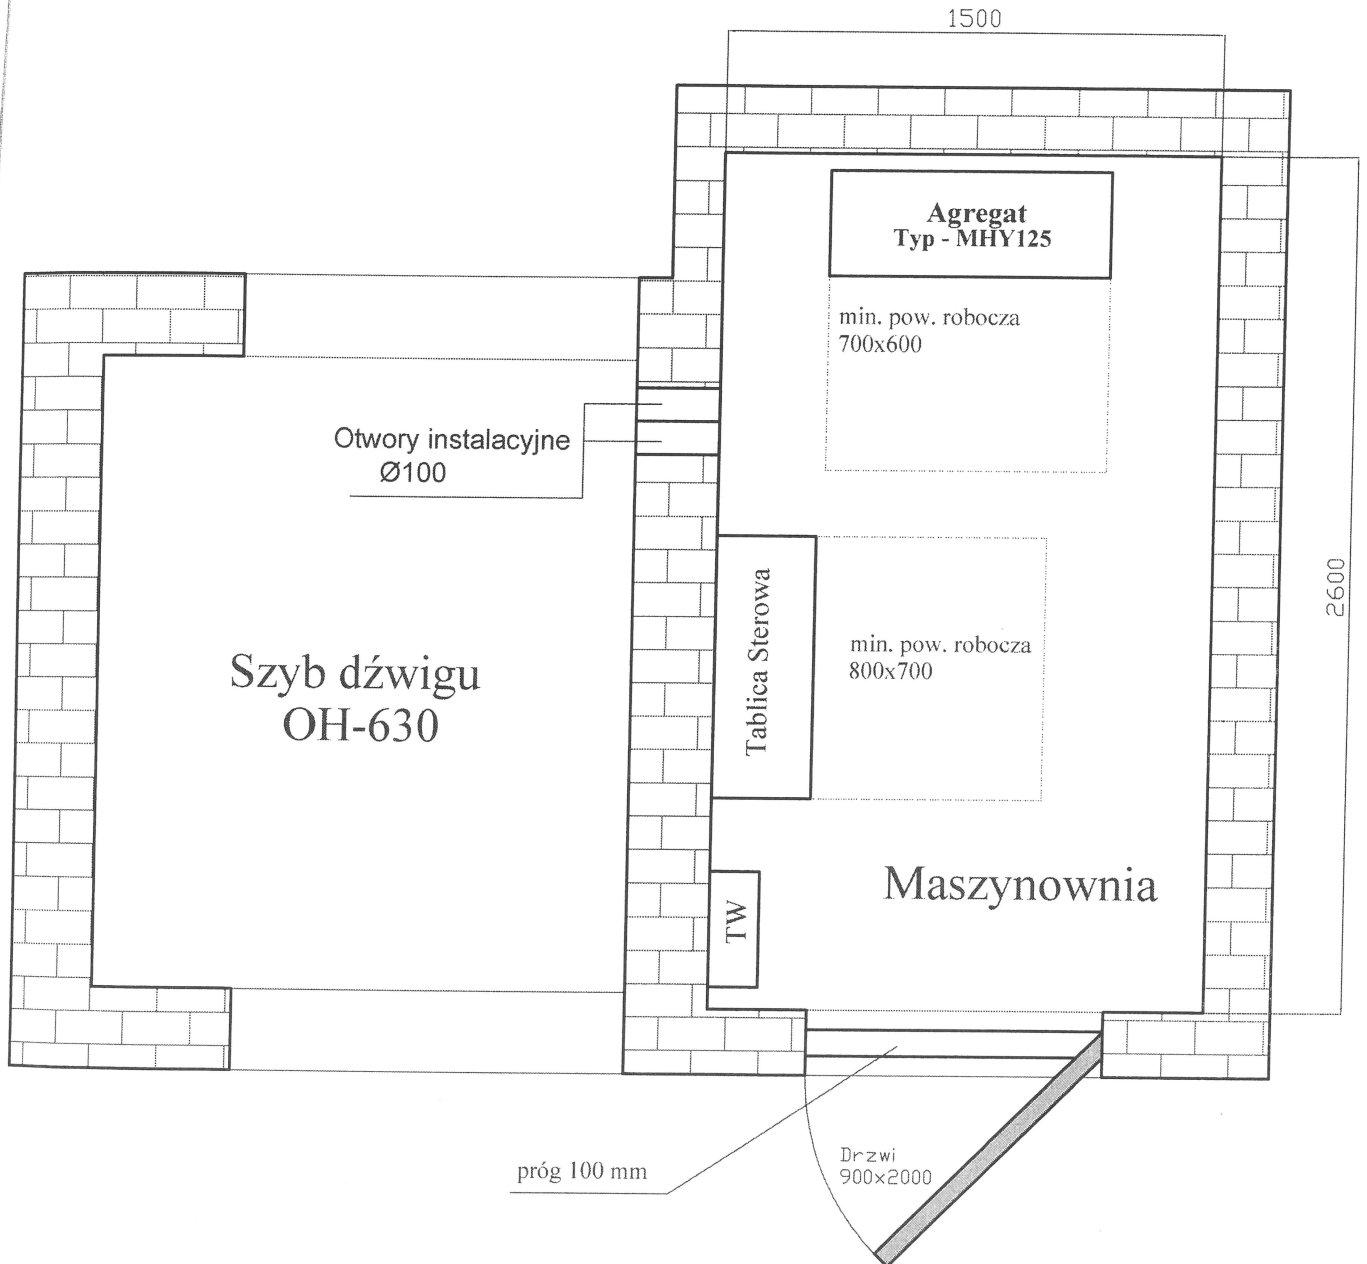 1500
Agregat
Typ - MHY125
min. pow. robocza
700x600
Otwory instalacyjne
Ø100
2600
Tablica Sterowa
min. pow. robocza
800x700
Szyb dźwigu
OH-630
Maszynownia
TW
próg 100 mm
Drzwi
900x2000